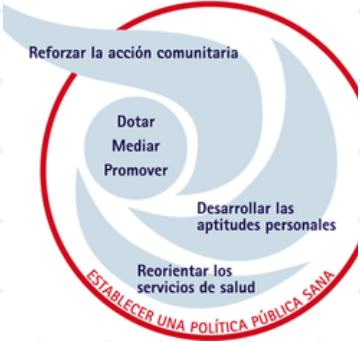 Reforzar la acción comunitaria
Dotar
Mediar
Promover
Desarrollar las
aptitudes personales
Reorientar los
servicios de salud
ESTABLECER UNA POLÍTICA PÚBLICA SANA